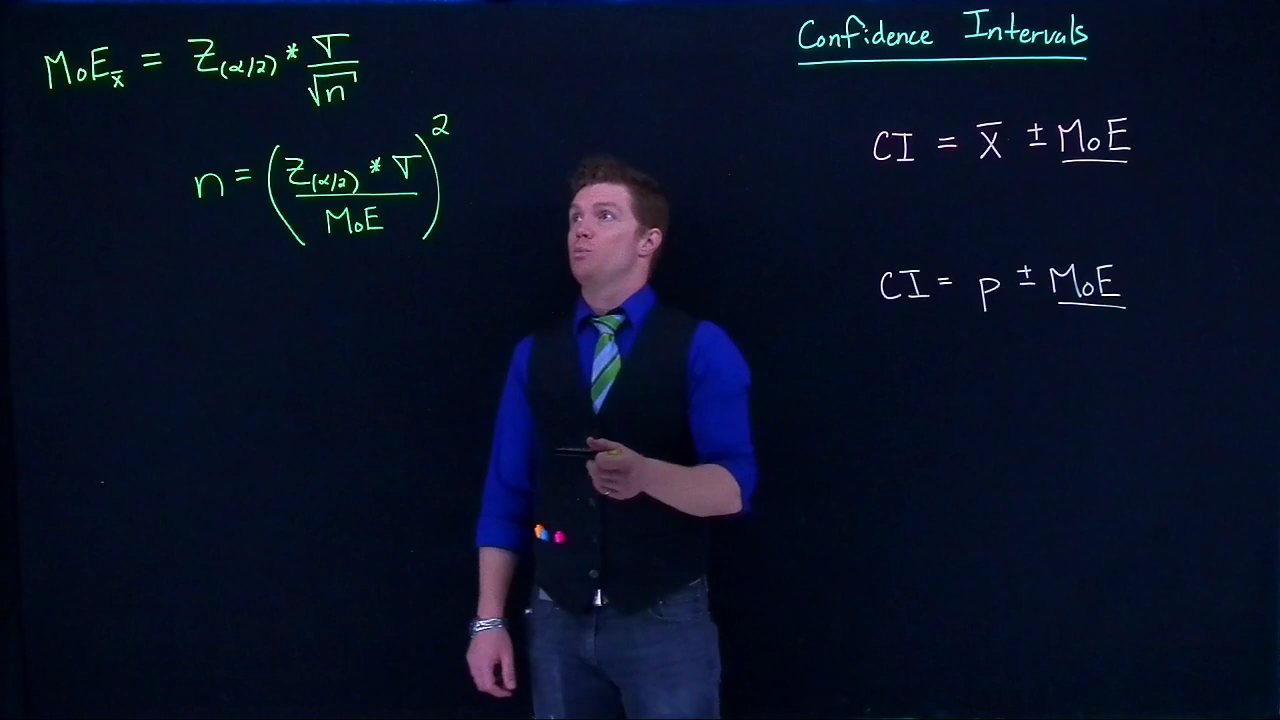 MoE_x̄ = Z(α/2) * σ/√n
n = (Z(α/2) * σ / MoE)²
Confidence Intervals
CI = x̄ ± MoE
CI = p ± MoE